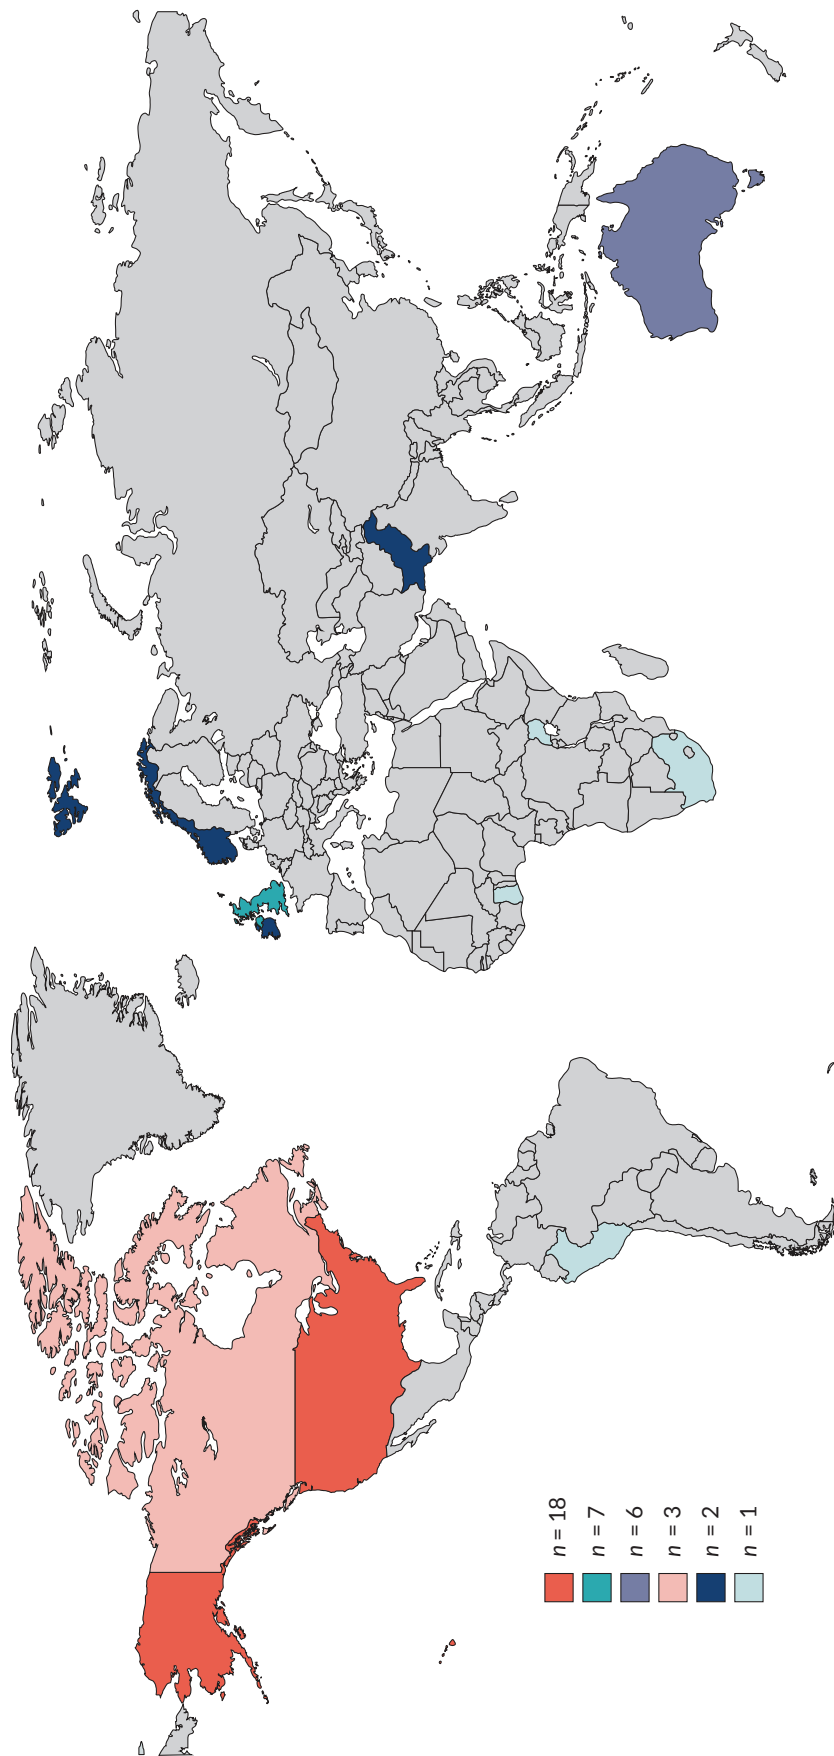 n = 18
n = 7
n = 6
n = 3
n = 2
n = 1